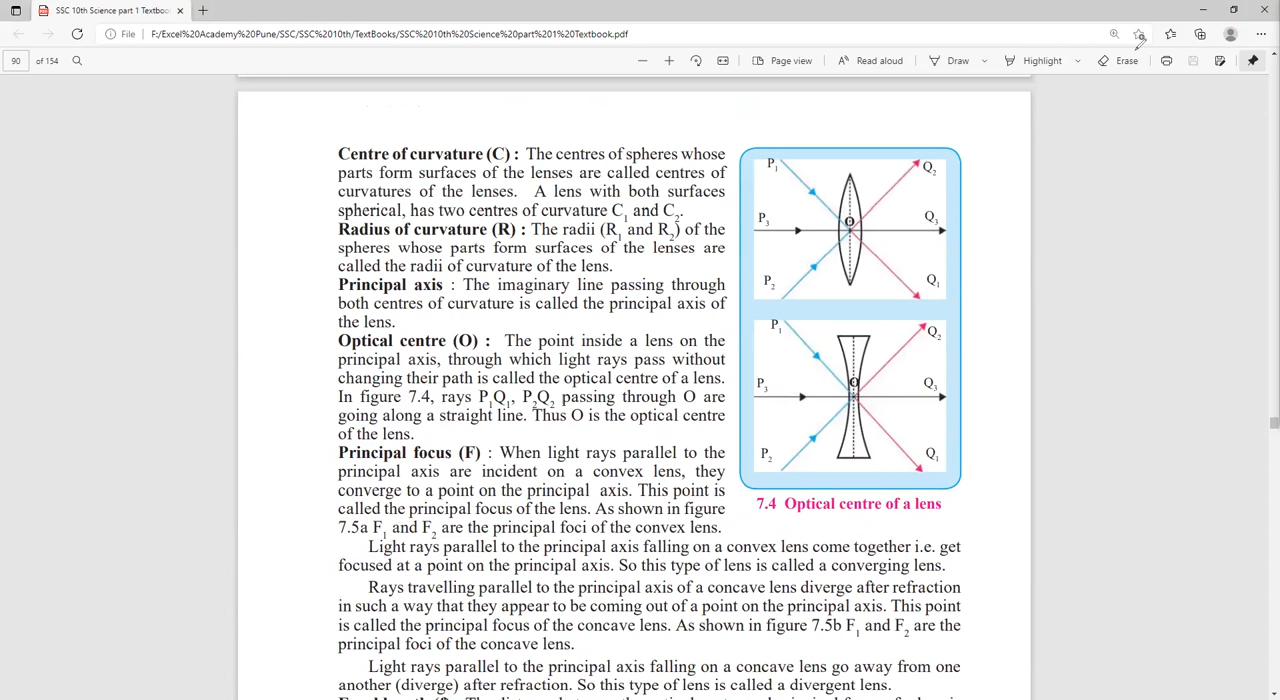 SSC 10th Science part 1 Textboo
File
F:/Excel%20Academy%20Pune/SSC/SSC%2010th/TextBooks/SSC%2010th%20Science%20part%201%20Textbook.pdf
90 of 154
Page view
Read aloud
Draw
Highlight
Erase
Centre of curvature (C) : The centres of spheres whose
parts form surfaces of the lenses are called centres of
curvatures of the lenses. A lens with both surfaces
spherical, has two centres of curvature C₁ and C₂.
Radius of curvature (R) : The radii (R₁ and R₂) of the
spheres whose parts form surfaces of the lenses are
called the radii of curvature of the lens.
Principal axis : The imaginary line passing through
both centres of curvature is called the principal axis of
the lens.
Optical centre (O) : The point inside a lens on the
principal axis, through which light rays pass without
changing their path is called the optical centre of a lens.
In figure 7.4, rays P₁Q₁, P₂Q₂ passing through O are
going along a straight line. Thus O is the optical centre
of the lens.
Principal focus (F) : When light rays parallel to the
principal axis are incident on a convex lens, they
converge to a point on the principal axis. This point is
called the principal focus of the lens. As shown in figure
7.5a F₁ and F₂ are the principal foci of the convex lens.
P₁
Q₂
P₃
O
Q₃
P₂
Q₁
P₁
Q₂
P₃
O
Q₃
P₂
Q₁
7.4 Optical centre of a lens
Light rays parallel to the principal axis falling on a convex lens come together i.e. get
focused at a point on the principal axis. So this type of lens is called a converging lens.
Rays travelling parallel to the principal axis of a concave lens diverge after refraction
in such a way that they appear to be coming out of a point on the principal axis. This point
is called the principal focus of the concave lens. As shown in figure 7.5b F₁ and F₂ are the
principal foci of the concave lens.
Light rays parallel to the principal axis falling on a concave lens go away from one
another (diverge) after refraction. So this type of lens is called a divergent lens.